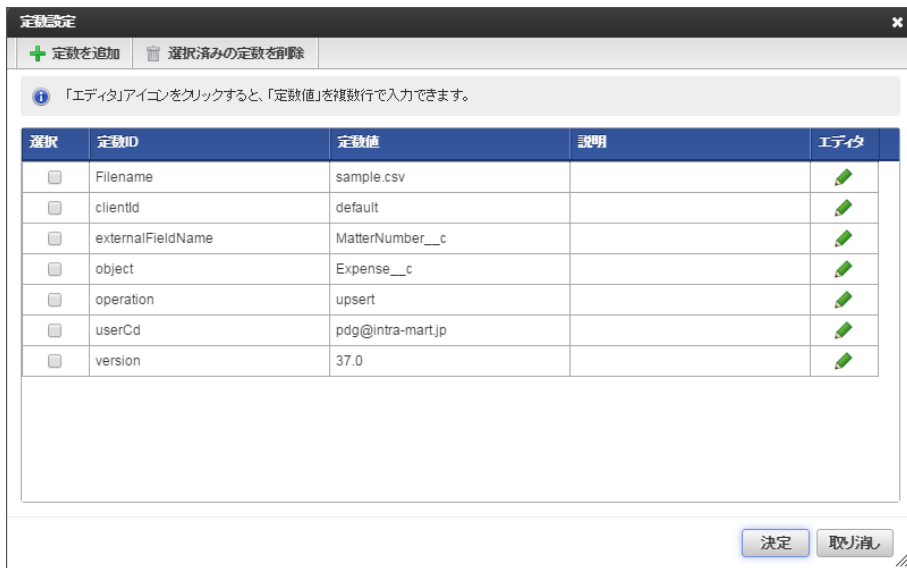 定数設定
定数を追加 選択済みの定数を削除
「エディタ」アイコンをクリックすると、「定数値」を複数行で入力できます。
選択 定数ID 定数値 説明 エディタ
Filename sample.csv
clientId default
externalFieldName MatterNumber__c
object Expense__c
operation upsert
userCd pdg@intra-mart.jp
version 37.0
決定 取り消し